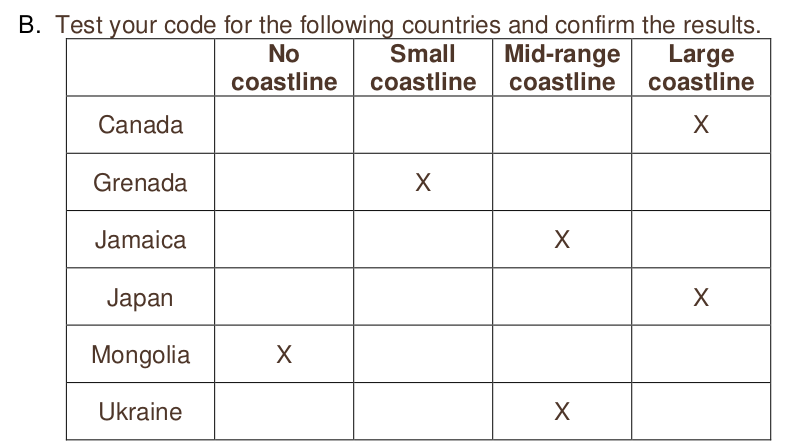 B. Test your code for the following countries and confirm the results.
No coastline Small coastline Mid-range coastline Large coastline
Canada X
Grenada X
Jamaica X
Japan X
Mongolia X
Ukraine X